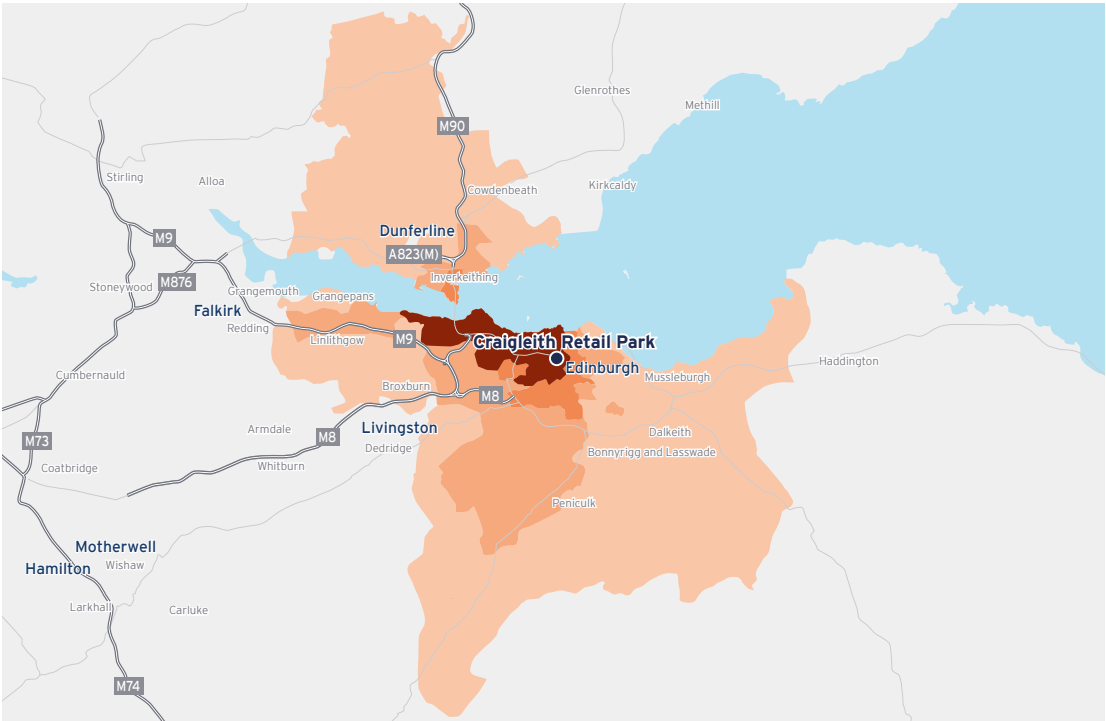 Glenrothes
Methill
M90
Stirling
Alloa
Kirkcaldy
Cowdenbeath
Dunferline
M9
A823(M)
Inverkeithing
M876
Stoneywood
Grangemouth
Grangepans
Falkirk
Redding
Linlithgow
M9
Craigleith Retail Park
Edinburgh
Haddington
Cumbernauld
Mussleburgh
Broxburn
M8
Armdale
M8
Livingston
Dalkeith
M73
Dedridge
Bonnyrigg and Lasswade
Coatbridge
Whitburn
Peniculk
Motherwell
Hamilton
Wishaw
Larkhall
Carluke
M74